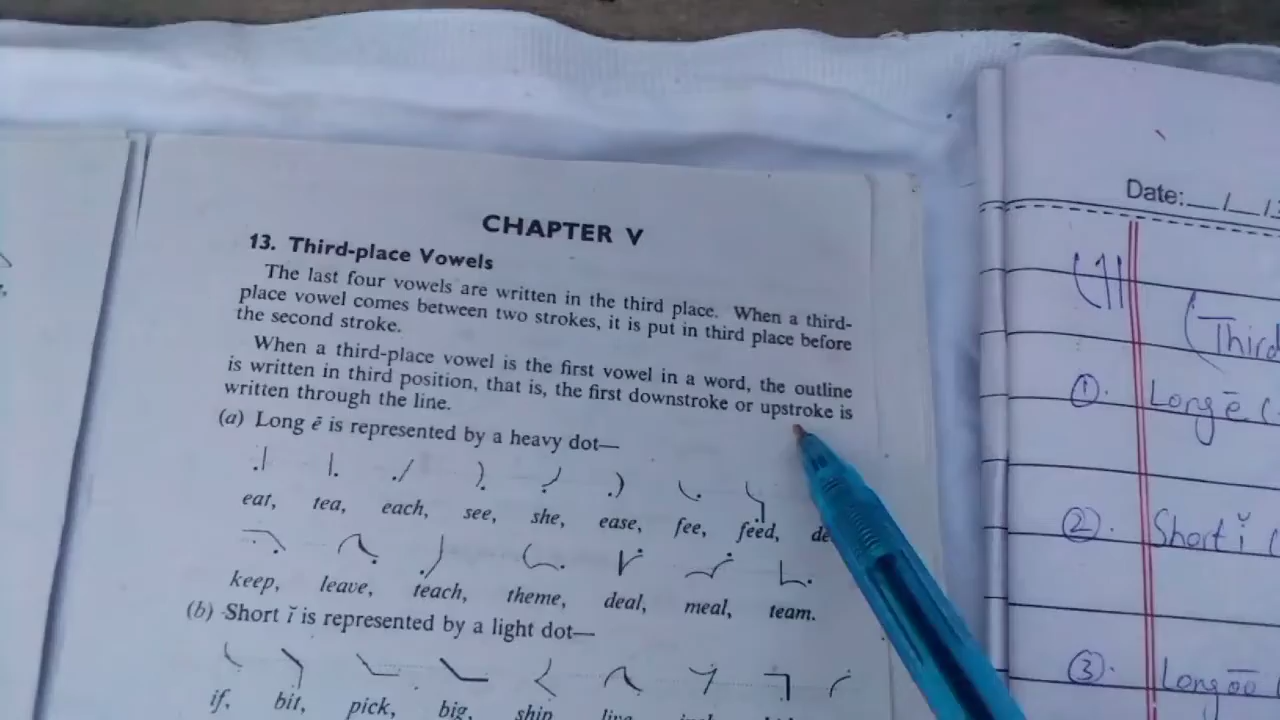 CHAPTER V
13. Third-place Vowels
The last four vowels are written in the third place. When a third-
place vowel comes between two strokes, it is put in third place before
the second stroke.
When a third-place vowel is the first vowel in a word, the outline
is written in third position, that is, the first downstroke or upstroke is
written through the line.
(a) Long ē is represented by a heavy dot—
eat, tea, each, see, she, ease, fee, feed,
keep, leave, teach, theme, deal, meal, team.
(b) Short ĭ is represented by a light dot—
if, bit, pick, big, ship
Date:__/__/
Third
①. Long ē (
②. Short ĭ (
③. Long oo